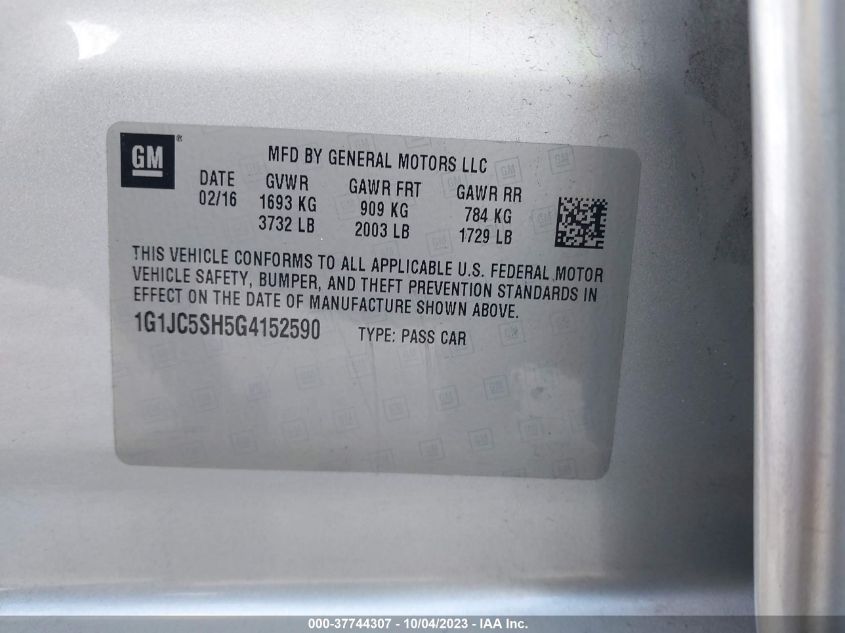 GM ®
MFD BY GENERAL MOTORS LLC
DATE GVWR GAWR FRT GAWR RR
02/16 1693 KG 909 KG 784 KG
3732 LB 2003 LB 1729 LB
THIS VEHICLE CONFORMS TO ALL APPLICABLE U.S. FEDERAL MOTOR
VEHICLE SAFETY, BUMPER, AND THEFT PREVENTION STANDARDS IN
EFFECT ON THE DATE OF MANUFACTURE SHOWN ABOVE.
1G1JC5SH5G4152590 TYPE: PASS CAR
000-37744307 - 10/04/2023 - IAA Inc.